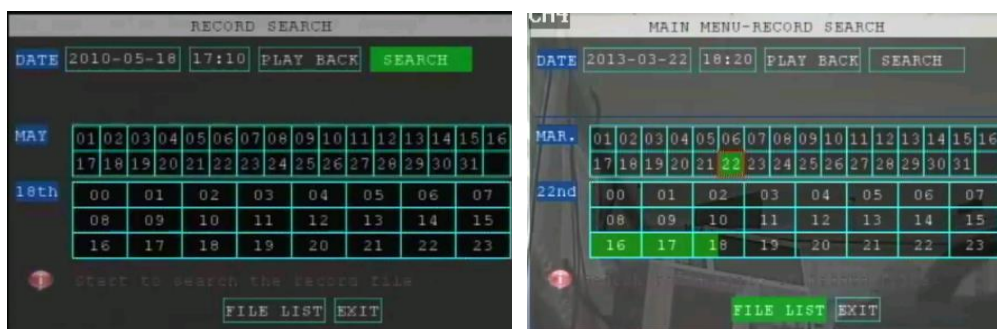 RECORD SEARCH
DATE 2010-05-18 17:10 PLAY BACK SEARCH
MAY 01 02 03 04 05 06 07 08 09 10 11 12 13 14 15 16
17 18 19 20 21 22 23 24 25 26 27 28 29 30 31
18th 00 01 02 03 04 05 06 07
08 09 10 11 12 13 14 15
16 17 18 19 20 21 22 23
Start to search the record file
FILE LIST EXIT
CH4
MAIN MENU-RECORD SEARCH
DATE 2013-03-22 18:20 PLAY BACK SEARCH
MAR. 01 02 03 04 05 06 07 08 09 10 11 12 13 14 15 16
17 18 19 20 21 22 23 24 25 26 27 28 29 30 31
22nd 00 01 02 03 04 05 06 07
08 09 10 11 12 13 14 15
16 17 18 19 20 21 22 23
FILE LIST EXIT